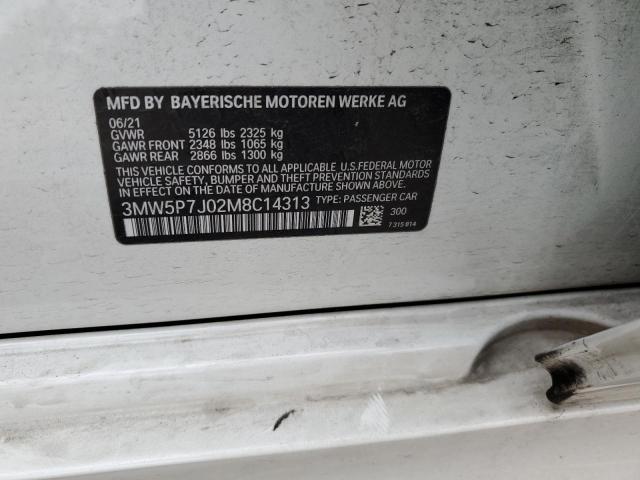 MFD BY BAYERISCHE MOTOREN WERKE AG
06/21
GVWR 5126 lbs 2325 kg
GAWR FRONT 2348 lbs 1065 kg
GAWR REAR 2866 lbs 1300 kg
THIS VEHICLE CONFORMS TO ALL APPLICABLE U.S.FEDERAL MOTOR
VEHICLE SAFETY, BUMPER AND THEFT PREVENTION STANDARDS
IN EFFECT ON THE DATE OF MANUFACTURE SHOWN ABOVE.
3MW5P7J02M8C14313 TYPE: PASSENGER CAR
300
7 315 814